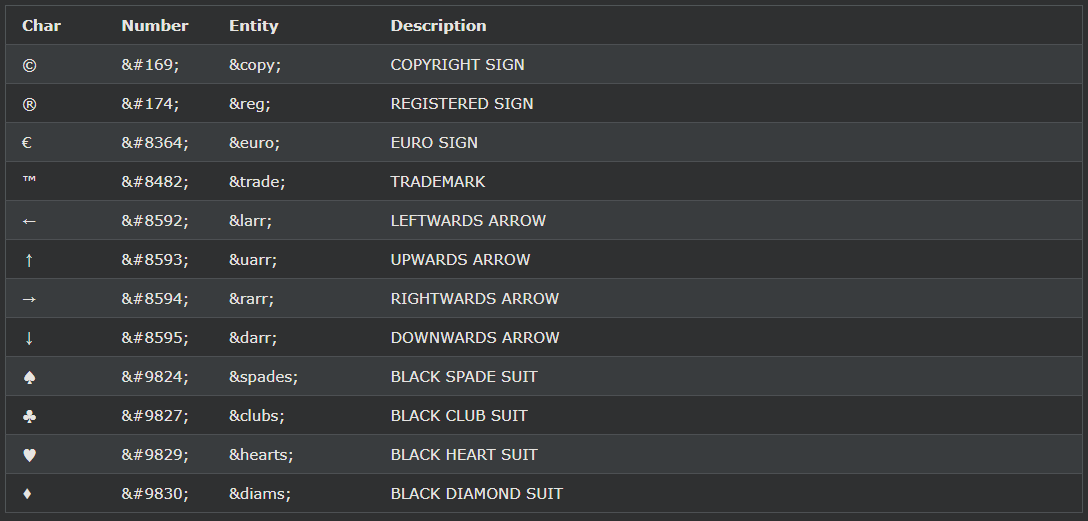 Char Number Entity Description
© &#169; &copy; COPYRIGHT SIGN
® &#174; &reg; REGISTERED SIGN
€ &#8364; &euro; EURO SIGN
™ &#8482; &trade; TRADEMARK
← &#8592; &larr; LEFTWARDS ARROW
↑ &#8593; &uarr; UPWARDS ARROW
→ &#8594; &rarr; RIGHTWARDS ARROW
↓ &#8595; &darr; DOWNWARDS ARROW
♠ &#9824; &spades; BLACK SPADE SUIT
♣ &#9827; &clubs; BLACK CLUB SUIT
♥ &#9829; &hearts; BLACK HEART SUIT
♦ &#9830; &diams; BLACK DIAMOND SUIT